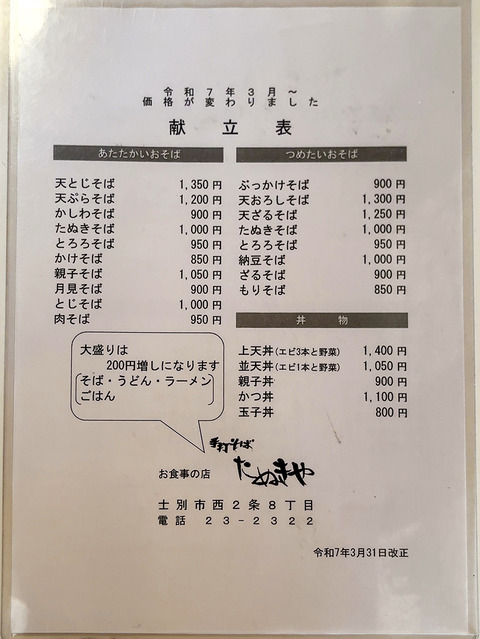 令和7年3月～
価格が変わりました
献立表
あたたかいおそば
天とじそば 1,350円
天ぷらそば 1,200円
かしわそば 900円
たぬきそば 1,000円
とろろそば 950円
かけそば 850円
親子そば 1,050円
月見そば 900円
とじそば 1,000円
肉そば 950円
つめたいおそば
ぶっかけそば 900円
天おろしそば 1,300円
天ざるそば 1,250円
たぬきそば 1,000円
とろろそば 950円
納豆そば 1,000円
ざるそば 900円
もりそば 850円
丼物
上天丼(エビ3本と野菜) 1,400円
並天丼(エビ1本と野菜) 1,050円
親子丼 900円
かつ丼 1,100円
玉子丼 800円
大盛りは
200円増しになります
そば・うどん・ラーメン
ごはん
手打そば
お食事の店 たぬきや
士別市西2条8丁目
電話 23-2322
令和7年3月31日改正